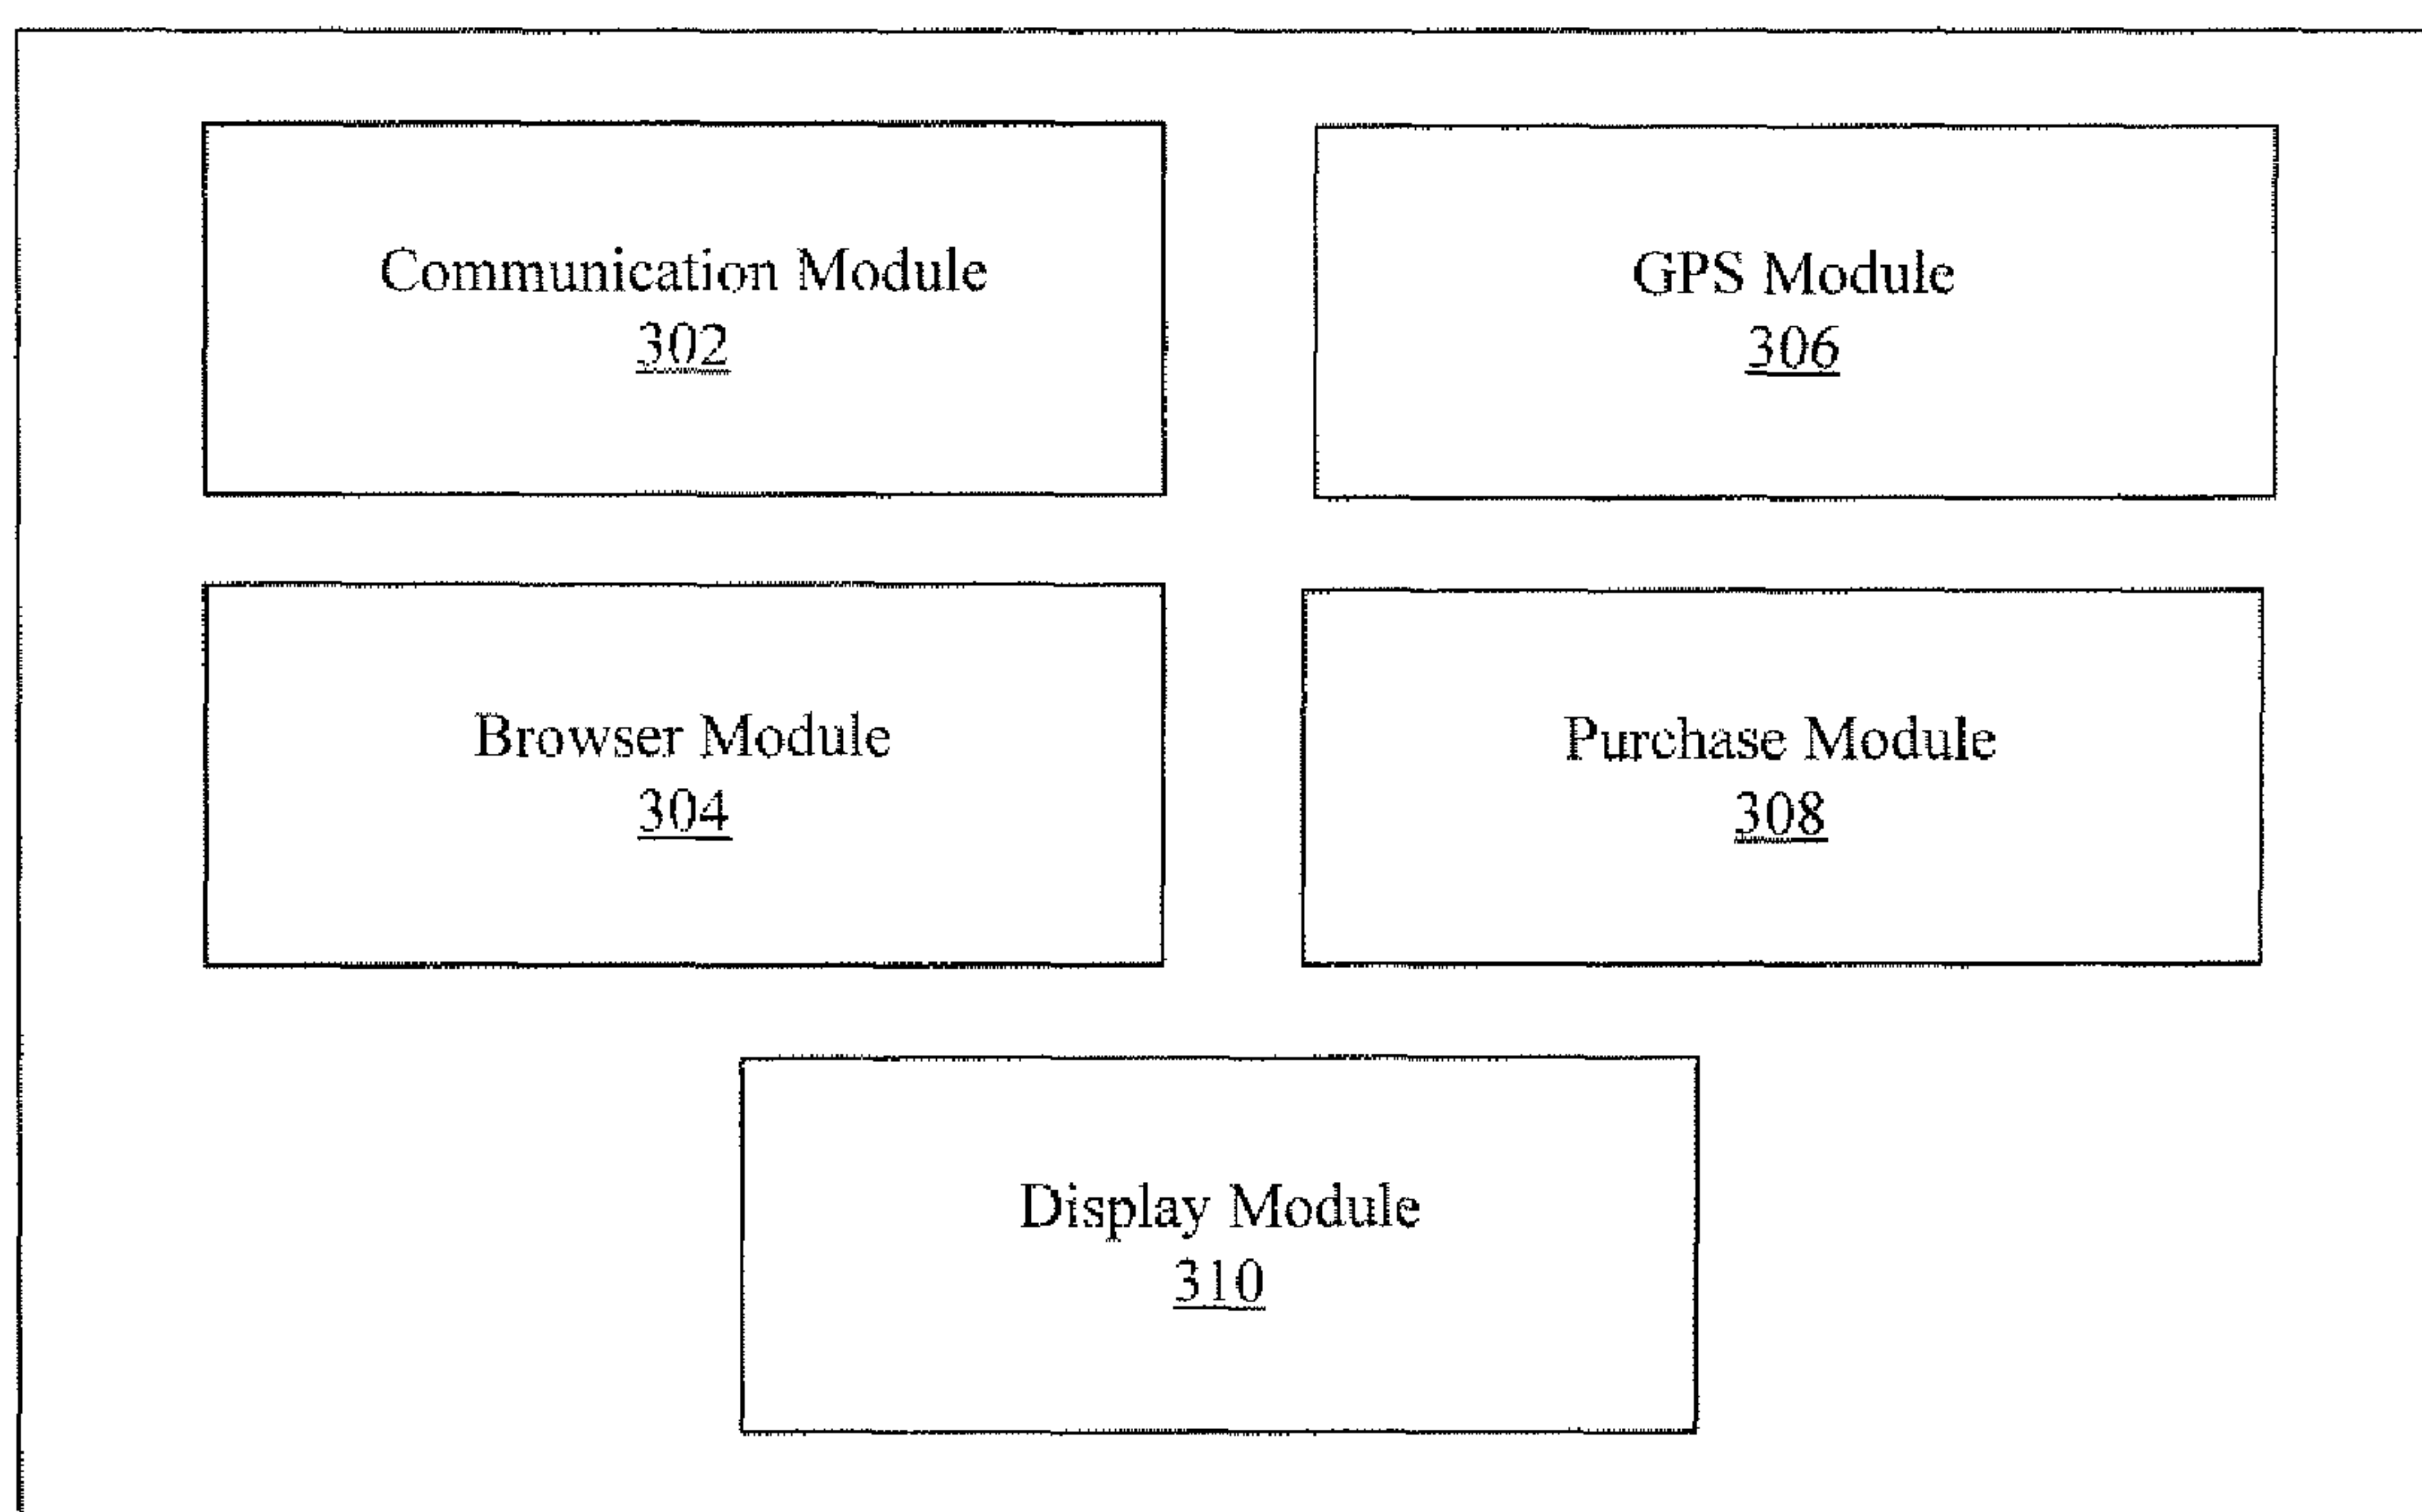 Communication Module
302
GPS Module
306
Browser Module
304
Purchase Module
308
Display Module
310